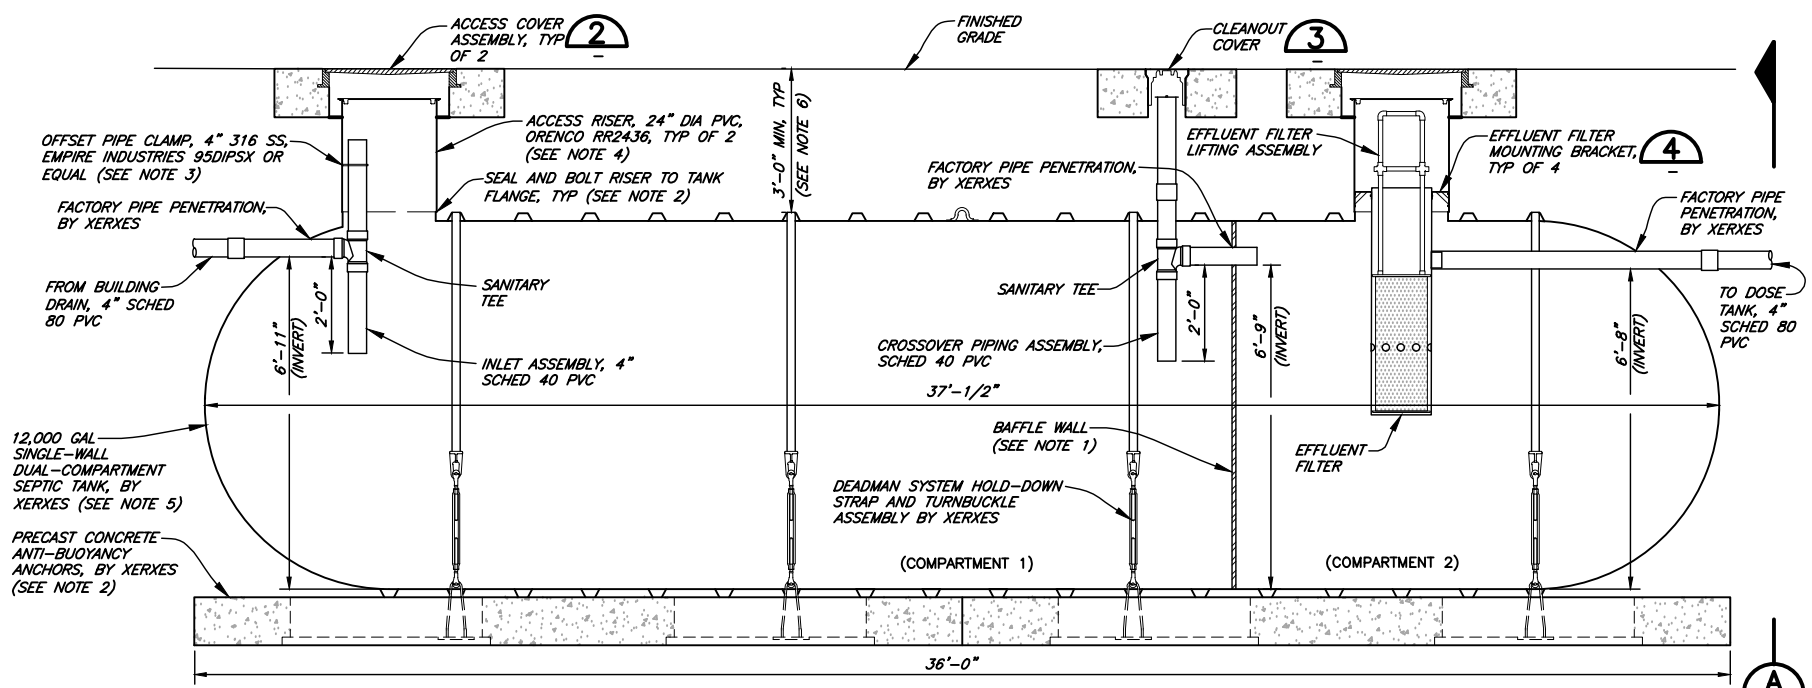 ACCESS COVER
ASSEMBLY, TYP
OF 2
2
-
FINISHED
GRADE
CLEANOUT
COVER
3
-
OFFSET PIPE CLAMP, 4" 316 SS,
EMPIRE INDUSTRIES 95DIPSX OR
EQUAL (SEE NOTE 3)
ACCESS RISER, 24" DIA PVC,
ORENCO RR2436, TYP OF 2
(SEE NOTE 4)
SEAL AND BOLT RISER TO TANK
FLANGE, TYP (SEE NOTE 2)
3'-0" MIN, TYP
(SEE NOTE 6)
FACTORY PIPE PENETRATION,
BY XERXES
EFFLUENT FILTER
LIFTING ASSEMBLY
EFFLUENT FILTER
MOUNTING BRACKET,
TYP OF 4
4
-
FACTORY PIPE PENETRATION,
BY XERXES
FACTORY PIPE
PENETRATION,
BY XERXES
FROM BUILDING
DRAIN, 4" SCHED
80 PVC
6'-11"
(INVERT)
2'-0"
SANITARY
TEE
INLET ASSEMBLY, 4"
SCHED 40 PVC
SANITARY TEE
2'-0"
CROSSOVER PIPING ASSEMBLY,
SCHED 40 PVC
6'-9"
(INVERT)
6'-8"
(INVERT)
TO DOSE
TANK, 4"
SCHED 80
PVC
37'-1/2"
12,000 GAL
SINGLE-WALL
DUAL-COMPARTMENT
SEPTIC TANK, BY
XERXES (SEE NOTE 5)
BAFFLE WALL
(SEE NOTE 1)
EFFLUENT
FILTER
DEADMAN SYSTEM HOLD-DOWN
STRAP AND TURNBUCKLE
ASSEMBLY BY XERXES
PRECAST CONCRETE
ANTI-BUOYANCY
ANCHORS, BY XERXES
(SEE NOTE 2)
(COMPARTMENT 1)
(COMPARTMENT 2)
36'-0"
A